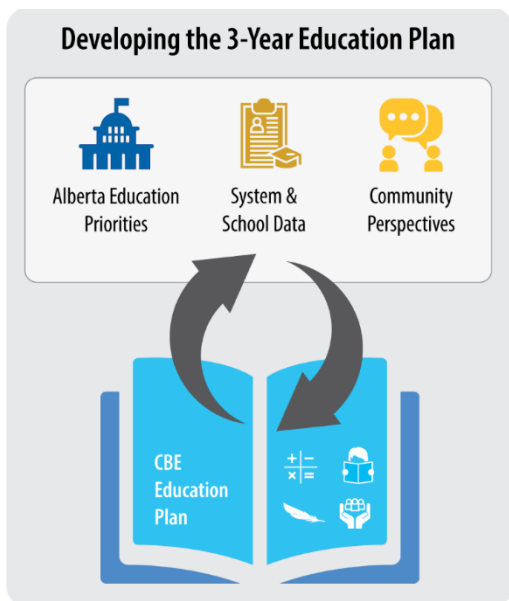 Developing the 3-Year Education Plan
Alberta Education
Priorities
System &
School Data
Community
Perspectives
CBE
Education
Plan
+ −
× =